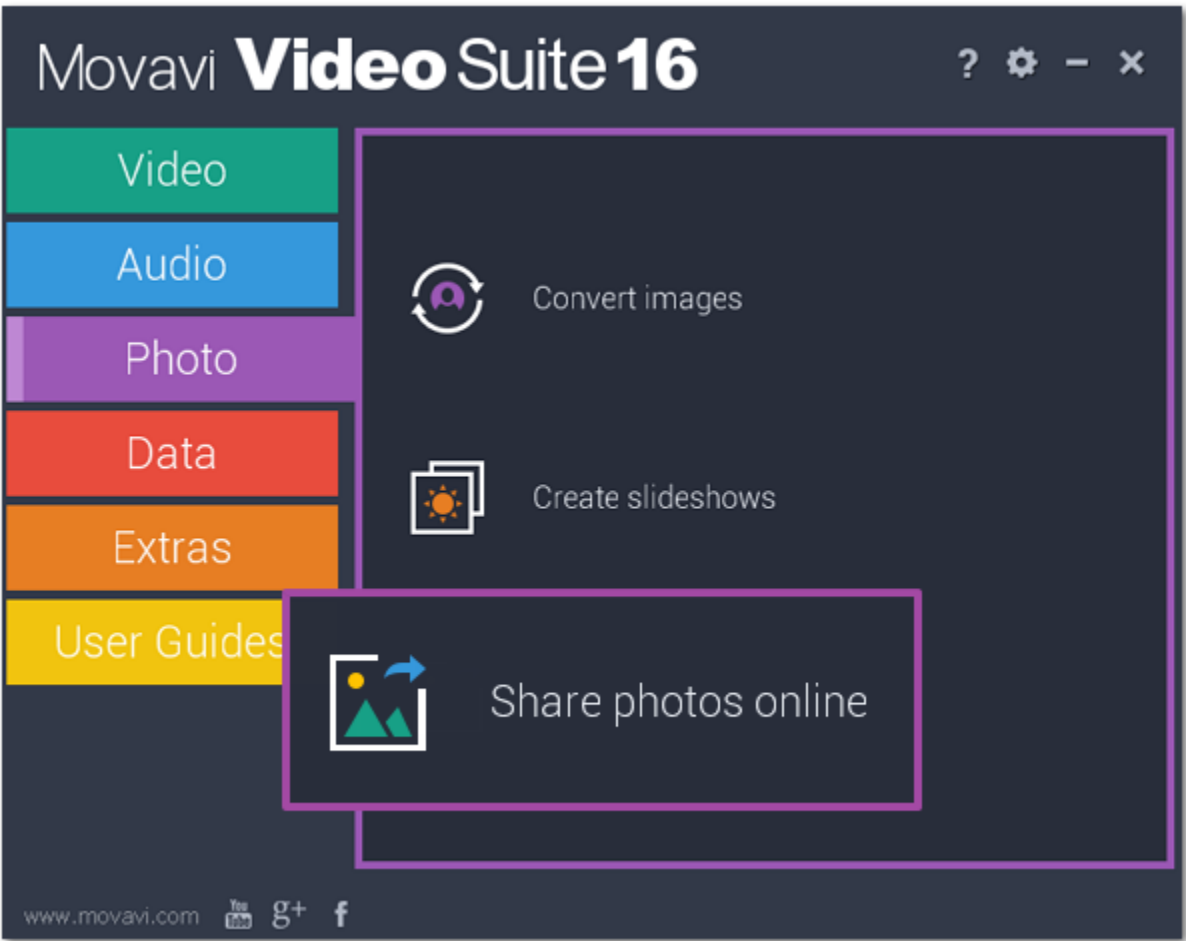 Movavi Video Suite 16
?
Video
Audio
Photo
Data
Extras
User Guides
Convert images
Create slideshows
Share photos online
www.movavi.com You Tube g+ f